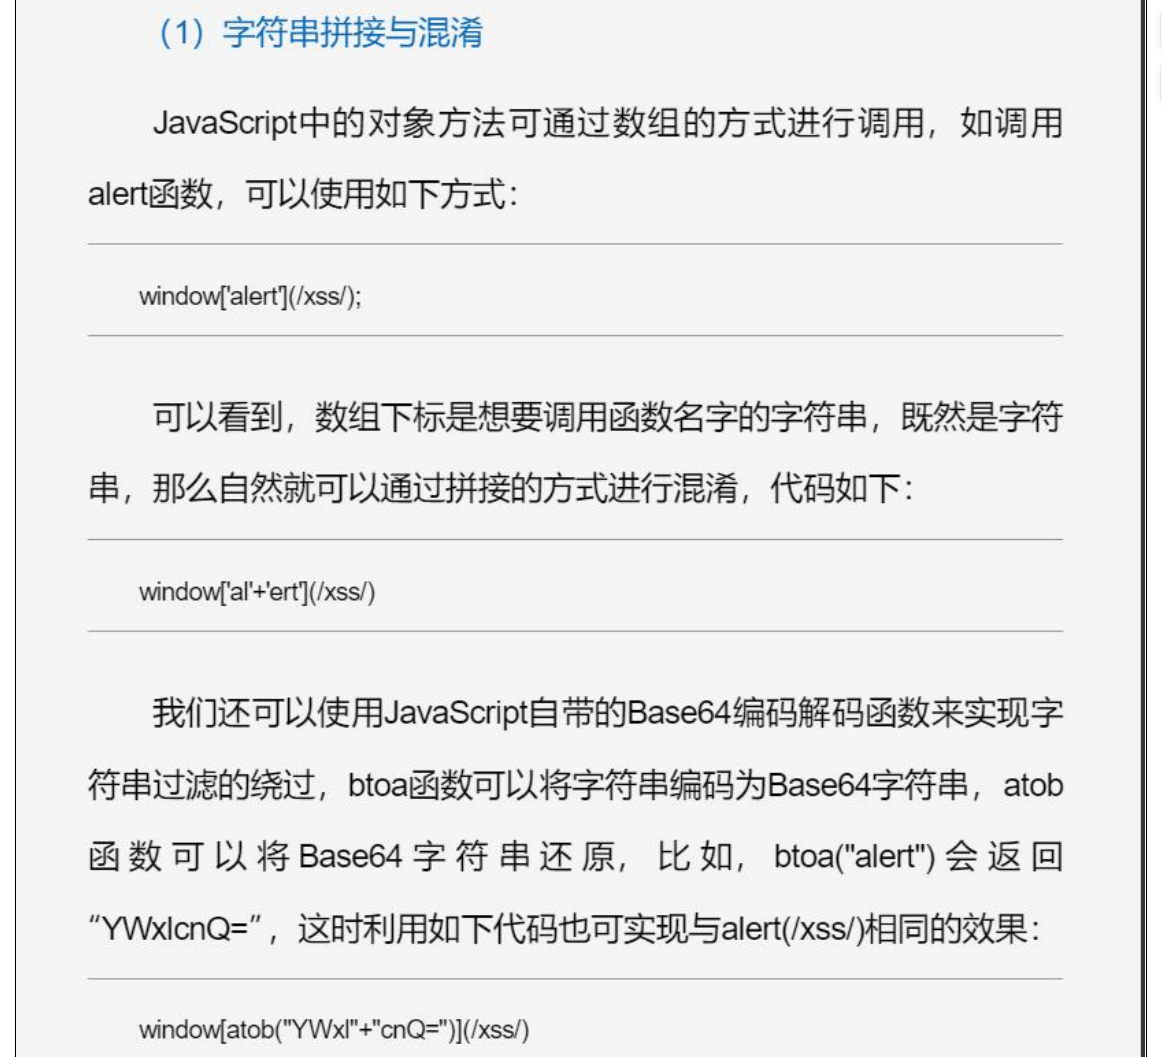 （1）字符串拼接与混淆
JavaScript中的对象方法可通过数组的方式进行调用，如调用
alert函数，可以使用如下方式：
window['alert'](/xss/);
可以看到，数组下标是想要调用函数名字的字符串，既然是字符
串，那么自然就可以通过拼接的方式进行混淆，代码如下：
window['al'+'ert'](/xss/)
我们还可以使用JavaScript自带的Base64编码解码函数来实现字
符串过滤的绕过，btoa函数可以将字符串编码为Base64字符串，atob
函数可以将Base64字符串还原，比如，btoa("alert")会返回
“YWxlcnQ=”，这时利用如下代码也可实现与alert(/xss/)相同的效果：
window[atob("YWxl"+"cnQ=")](/xss/)